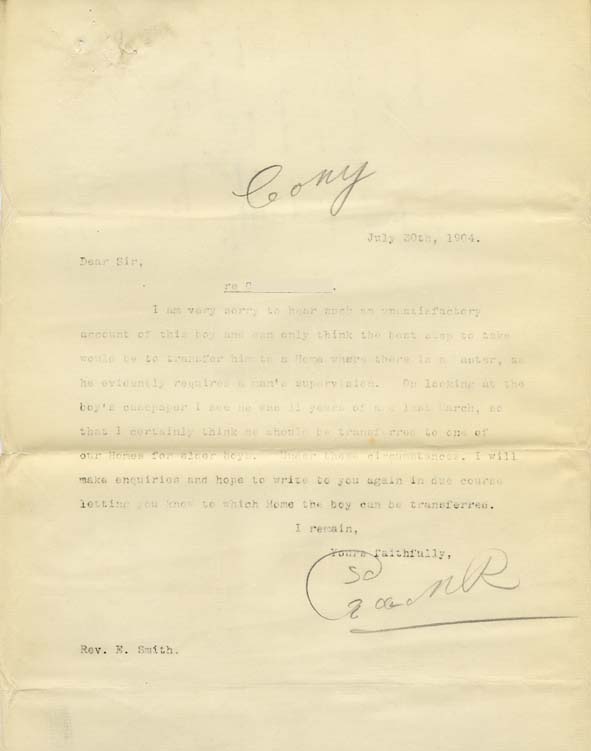 Copy
July 20th, 1904.
Dear Sir,
re C        .
I am very sorry to hear such an unsatisfactory
account of this boy and can only think the best step to take
would be to transfer him to a Home where there is a Master, as
he evidently requires a man's supervision. On looking at the
boy's casepaper I see he was 11 years of age last March, so
that I certainly think he should be transferred to one of
our Homes for elder boys. Under these circumstances, I will
make enquiries and hope to write to you again in due course
letting you know to which Home the boy can be transferred.
I remain,
Yours faithfully,
Rev. E. Smith.